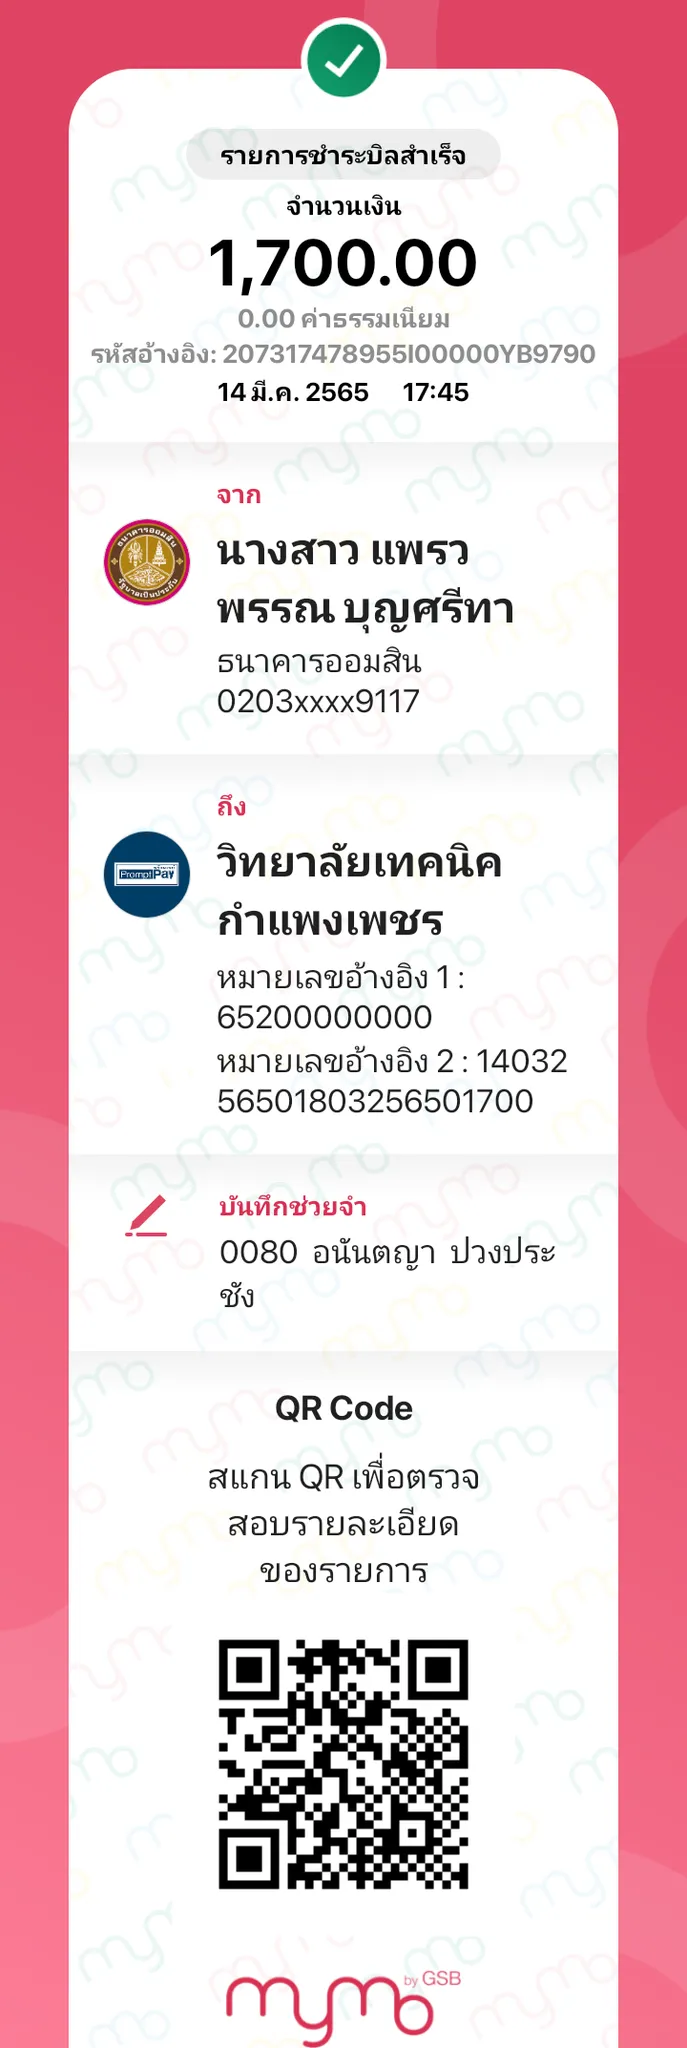 รายการชำระบิลสำเร็จ
จำนวนเงิน
1,700.00
0.00 ค่าธรรมเนียม
รหัสอ้างอิง: 207317478955I00000YB9790
14 มี.ค. 2565 17:45
จาก
ธนาคารออมสิน
รัฐบาลเป็นประกัน
นางสาว แพรว
พรรณ บุญศรีทา
ธนาคารออมสิน
0203xxxx9117
ถึง
PromptPay
วิทยาลัยเทคนิค
กำแพงเพชร
หมายเลขอ้างอิง 1 :
65200000000
หมายเลขอ้างอิง 2 : 14032
56501803256501700
บันทึกช่วยจำ
0080 อนันตญา ปวงประ
ชัง
QR Code
สแกน QR เพื่อตรวจ
สอบรายละเอียด
ของรายการ
mymo by GSB